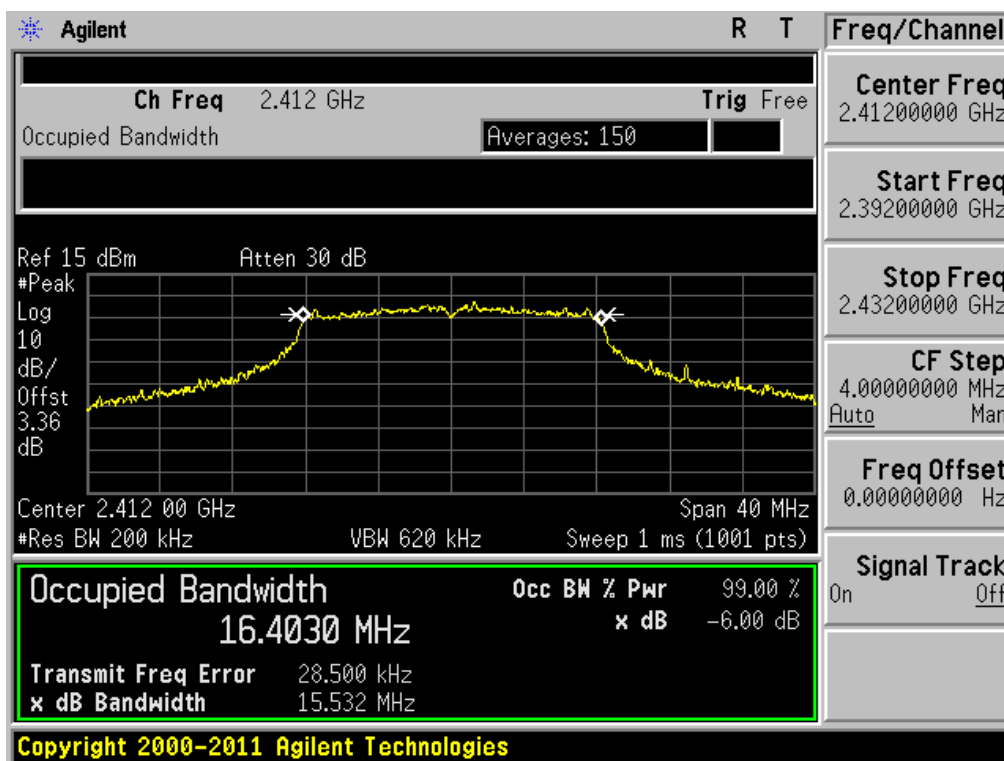 Agilent R T Freq/Channel
Ch Freq 2.412 GHz Trig Free
Occupied Bandwidth Averages: 150
Center Freq
2.41200000 GHz
Start Freq
2.39200000 GHz
Stop Freq
2.43200000 GHz
CF Step
4.00000000 MHz
Auto Man
Freq Offset
0.00000000 Hz
Signal Track
On Off
Ref 15 dBm Atten 30 dB
#Peak
Log
10
dB/
Offst
3.36
dB
Center 2.412 00 GHz Span 40 MHz
#Res BW 200 kHz VBW 620 kHz Sweep 1 ms (1001 pts)
Occupied Bandwidth Occ BW % Pwr 99.00 %
16.4030 MHz x dB -6.00 dB
Transmit Freq Error 28.500 kHz
x dB Bandwidth 15.532 MHz
Copyright 2000-2011 Agilent Technologies